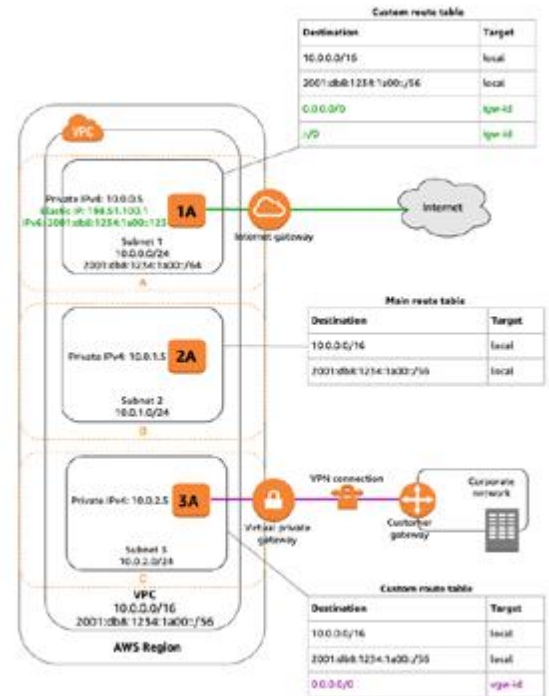 Custom route table
Destination Target
10.0.0.0/16 local
2001:db8:1234:1a00::/56 local
0.0.0.0/0 igw-id
::/0 igw-id
VPC
Private IPv4: 10.0.0.5
Elastic IP: 198.51.100.1
IPv6: 2001:db8:1234:1a00::123
1A
Subnet 1
10.0.0.0/24
2001:db8:1234:1a00::/64
A
Internet gateway
Internet
Main route table
Destination Target
10.0.0.0/16 local
2001:db8:1234:1a00::/56 local
Private IPv4: 10.0.1.5
2A
Subnet 2
10.0.1.0/24
B
Private IPv4: 10.0.2.5
3A
Subnet 3
10.0.2.0/24
C
Virtual private
gateway
VPN connection
Customer
gateway
Corporate
network
VPC
10.0.0.0/16
2001:db8:1234:1a00::/56
AWS Region
Custom route table
Destination Target
10.0.0.0/16 local
2001:db8:1234:1a00::/56 local
0.0.0.0/0 vgw-id